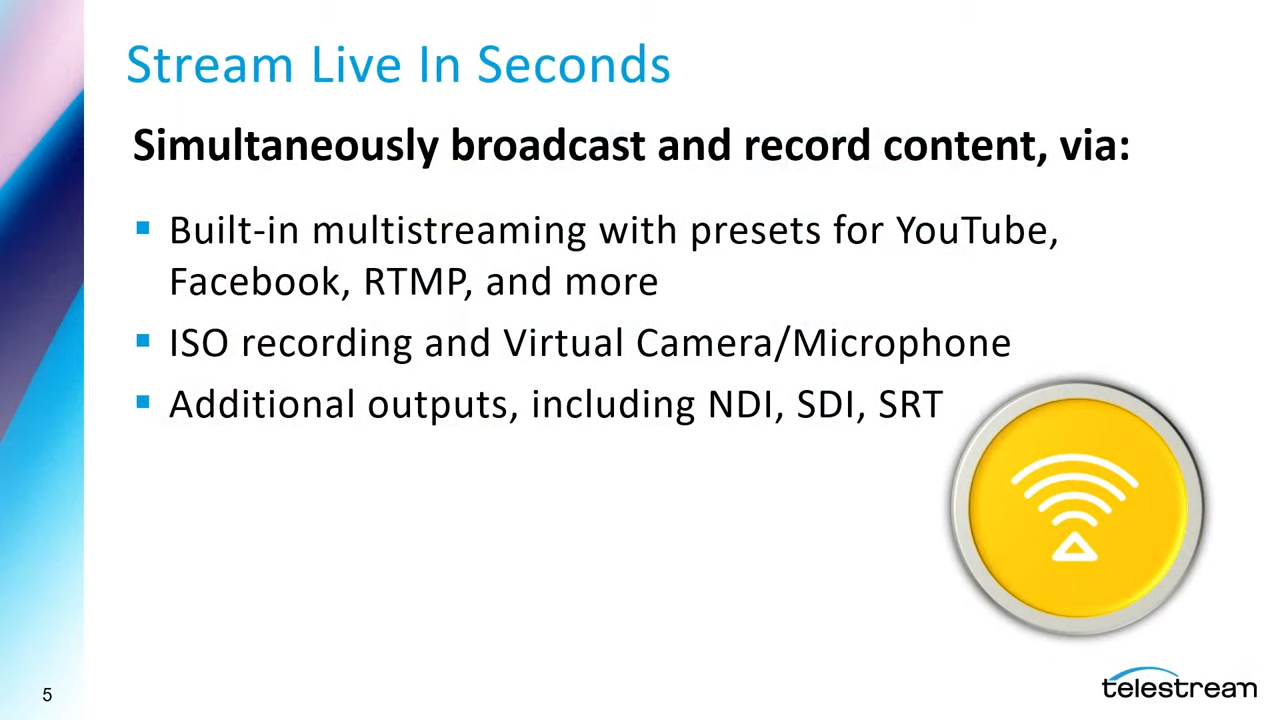 Stream Live In Seconds
Simultaneously broadcast and record content, via:
▪ Built-in multistreaming with presets for YouTube,
Facebook, RTMP, and more
▪ ISO recording and Virtual Camera/Microphone
▪ Additional outputs, including NDI, SDI, SRT
5
telestream